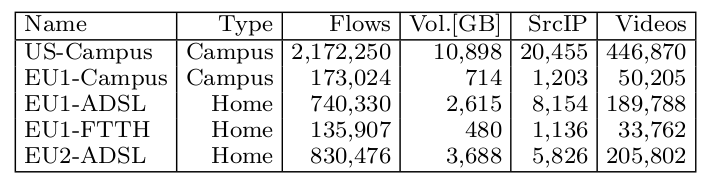 Name Type Flows Vol.[GB] SrcIP Videos
US-Campus Campus 2,172,250 10,898 20,455 446,870
EU1-Campus Campus 173,024 714 1,203 50,205
EU1-ADSL Home 740,330 2,615 8,154 189,788
EU1-FTTH Home 135,907 480 1,136 33,762
EU2-ADSL Home 830,476 3,688 5,826 205,802